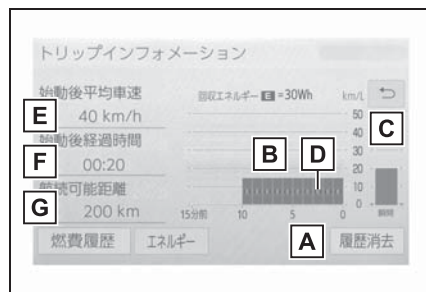 トリップインフォメーション
始動後平均車速
回収エネルギー E =30Wh
km/L
E
40 km/h
50
C
始動後経過時間
40
F
B
D
30
00:20
20
航続可能距離
10
G
0
200 km
15分前
10
5
0
瞬間
燃費履歴
エネルギー
A
履歴消去